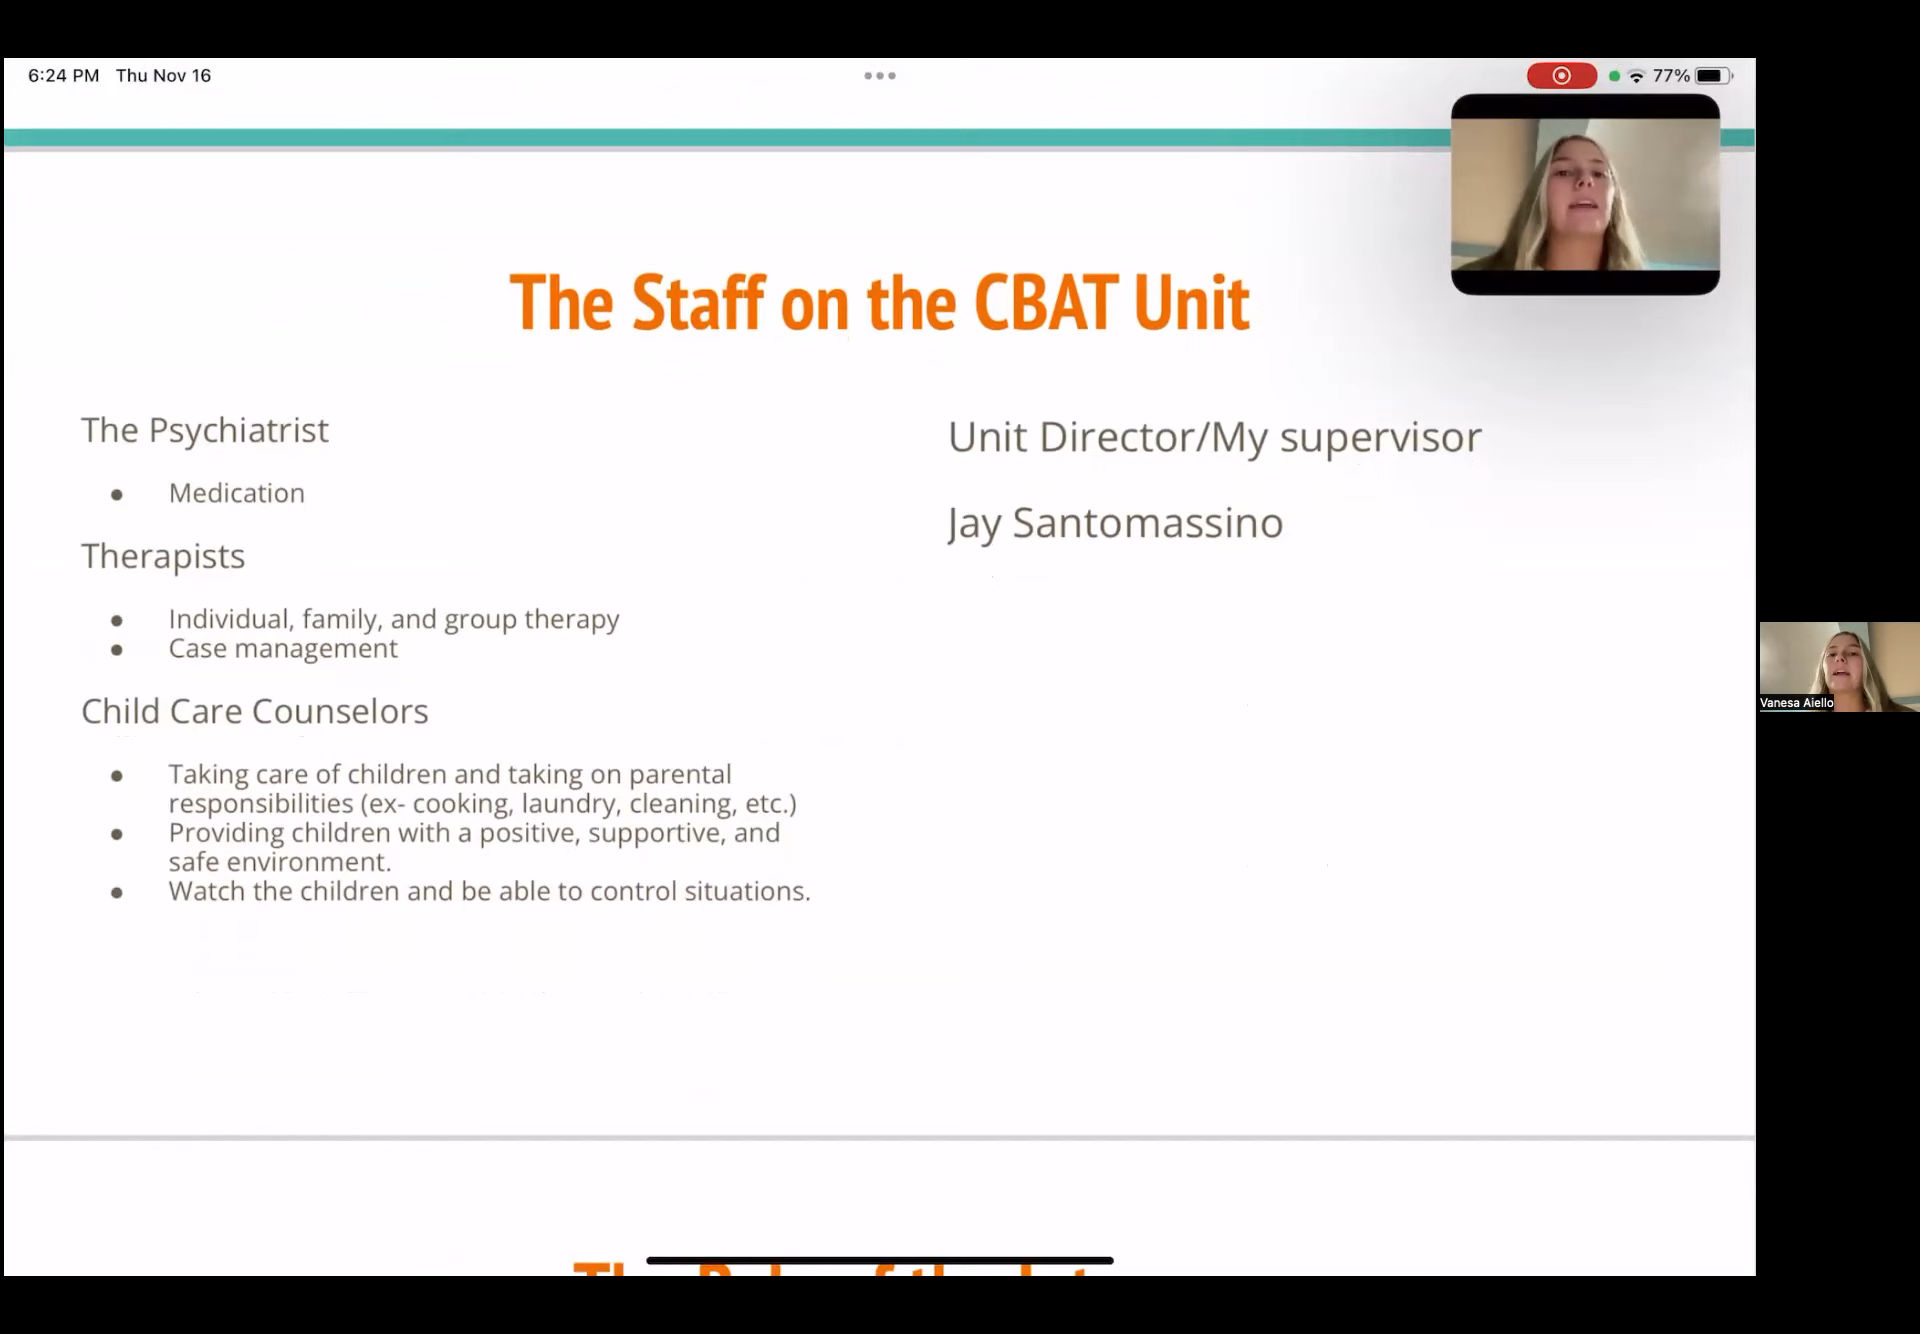 6:24 PM Thu Nov 16
77%
The Staff on the CBAT Unit
The Psychiatrist
● Medication
Therapists
● Individual, family, and group therapy
● Case management
Child Care Counselors
● Taking care of children and taking on parental
responsibilities (ex- cooking, laundry, cleaning, etc.)
● Providing children with a positive, supportive, and
safe environment.
● Watch the children and be able to control situations.
Unit Director/My supervisor
Jay Santomassino
Vanesa Aiello